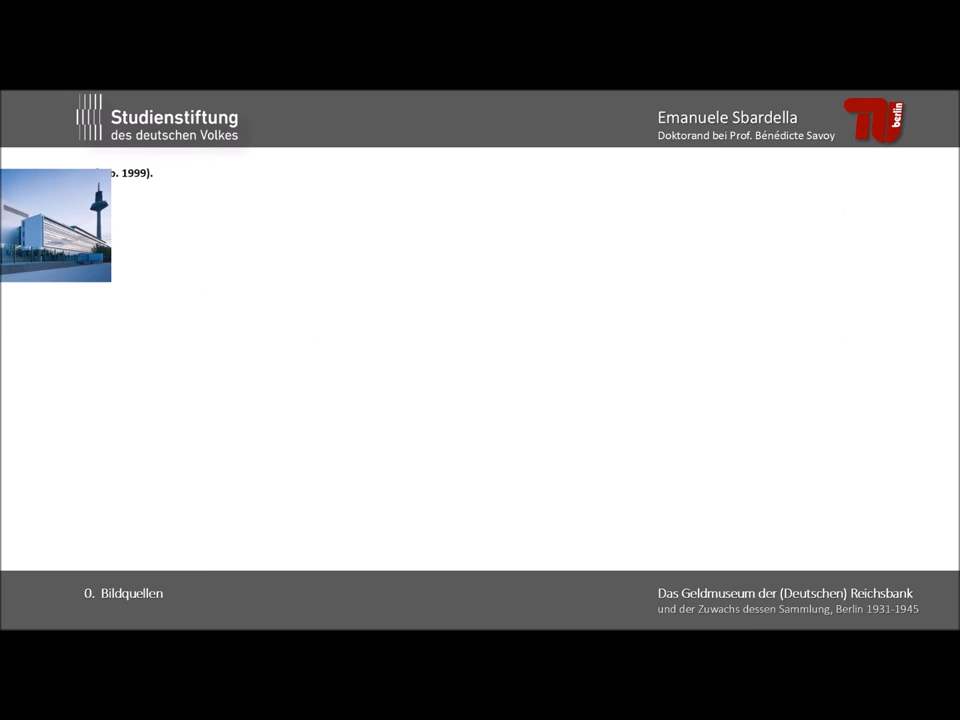 Studienstiftung
des deutschen Volkes
Emanuele Sbardella
Doktorand bei Prof. Bénédicte Savoy
TU berlin
1999).
0. Bildquellen
Das Geldmuseum der (Deutschen) Reichsbank
und der Zuwachs dessen Sammlung, Berlin 1931-1945